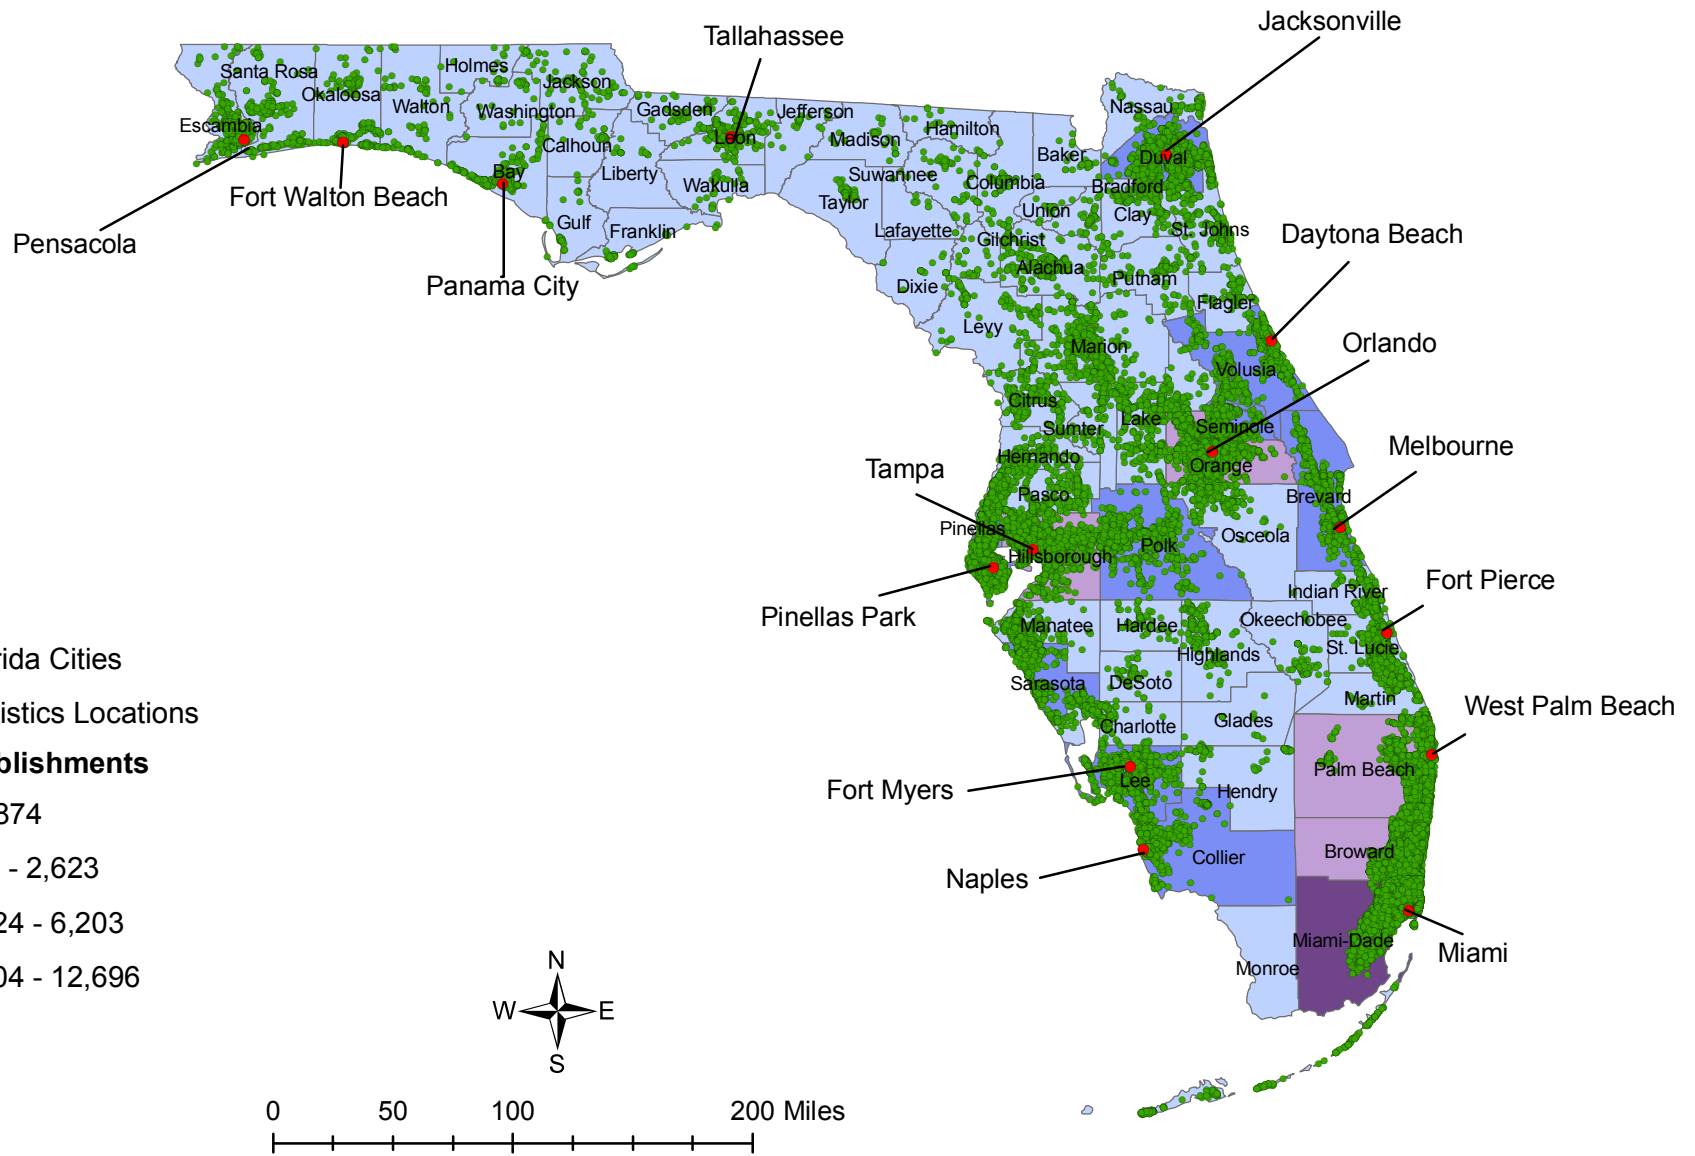 Jacksonville
Tallahassee
Nassau
Holmes
Santa Rosa
Jackson
Okaloosa
Walton
Washington
Gadsden
Jefferson
Escambia
Leon
Madison
Hamilton
Calhoun
Baker
Duval
Bay
Liberty
Wakulla
Suwannee
Columbia
Bradford
Fort Walton Beach
Taylor
Union
Clay
Gulf
Franklin
Lafayette
Gilchrist
St. Johns
Pensacola
Daytona Beach
Alachua
Putnam
Panama City
Dixie
Flagler
Levy
Marion
Orlando
Volusia
Citrus
Lake
Sumter
Seminole
Melbourne
Hernando
Tampa
Orange
Pasco
Brevard
Pinellas
Osceola
Polk
Hillsborough
Fort Pierce
Indian River
Pinellas Park
Manatee
Hardee
Okeechobee
St. Lucie
rida Cities
Highlands
Sarasota
DeSoto
Martin
West Palm Beach
istics Locations
Charlotte
Glades
blishments
Palm Beach
Lee
Fort Myers
Hendry
874
Broward
Collier
- 2,623
Naples
24 - 6,203
Miami-Dade
Miami
Monroe
04 - 12,696
N
W E
S
0 50 100 200 Miles